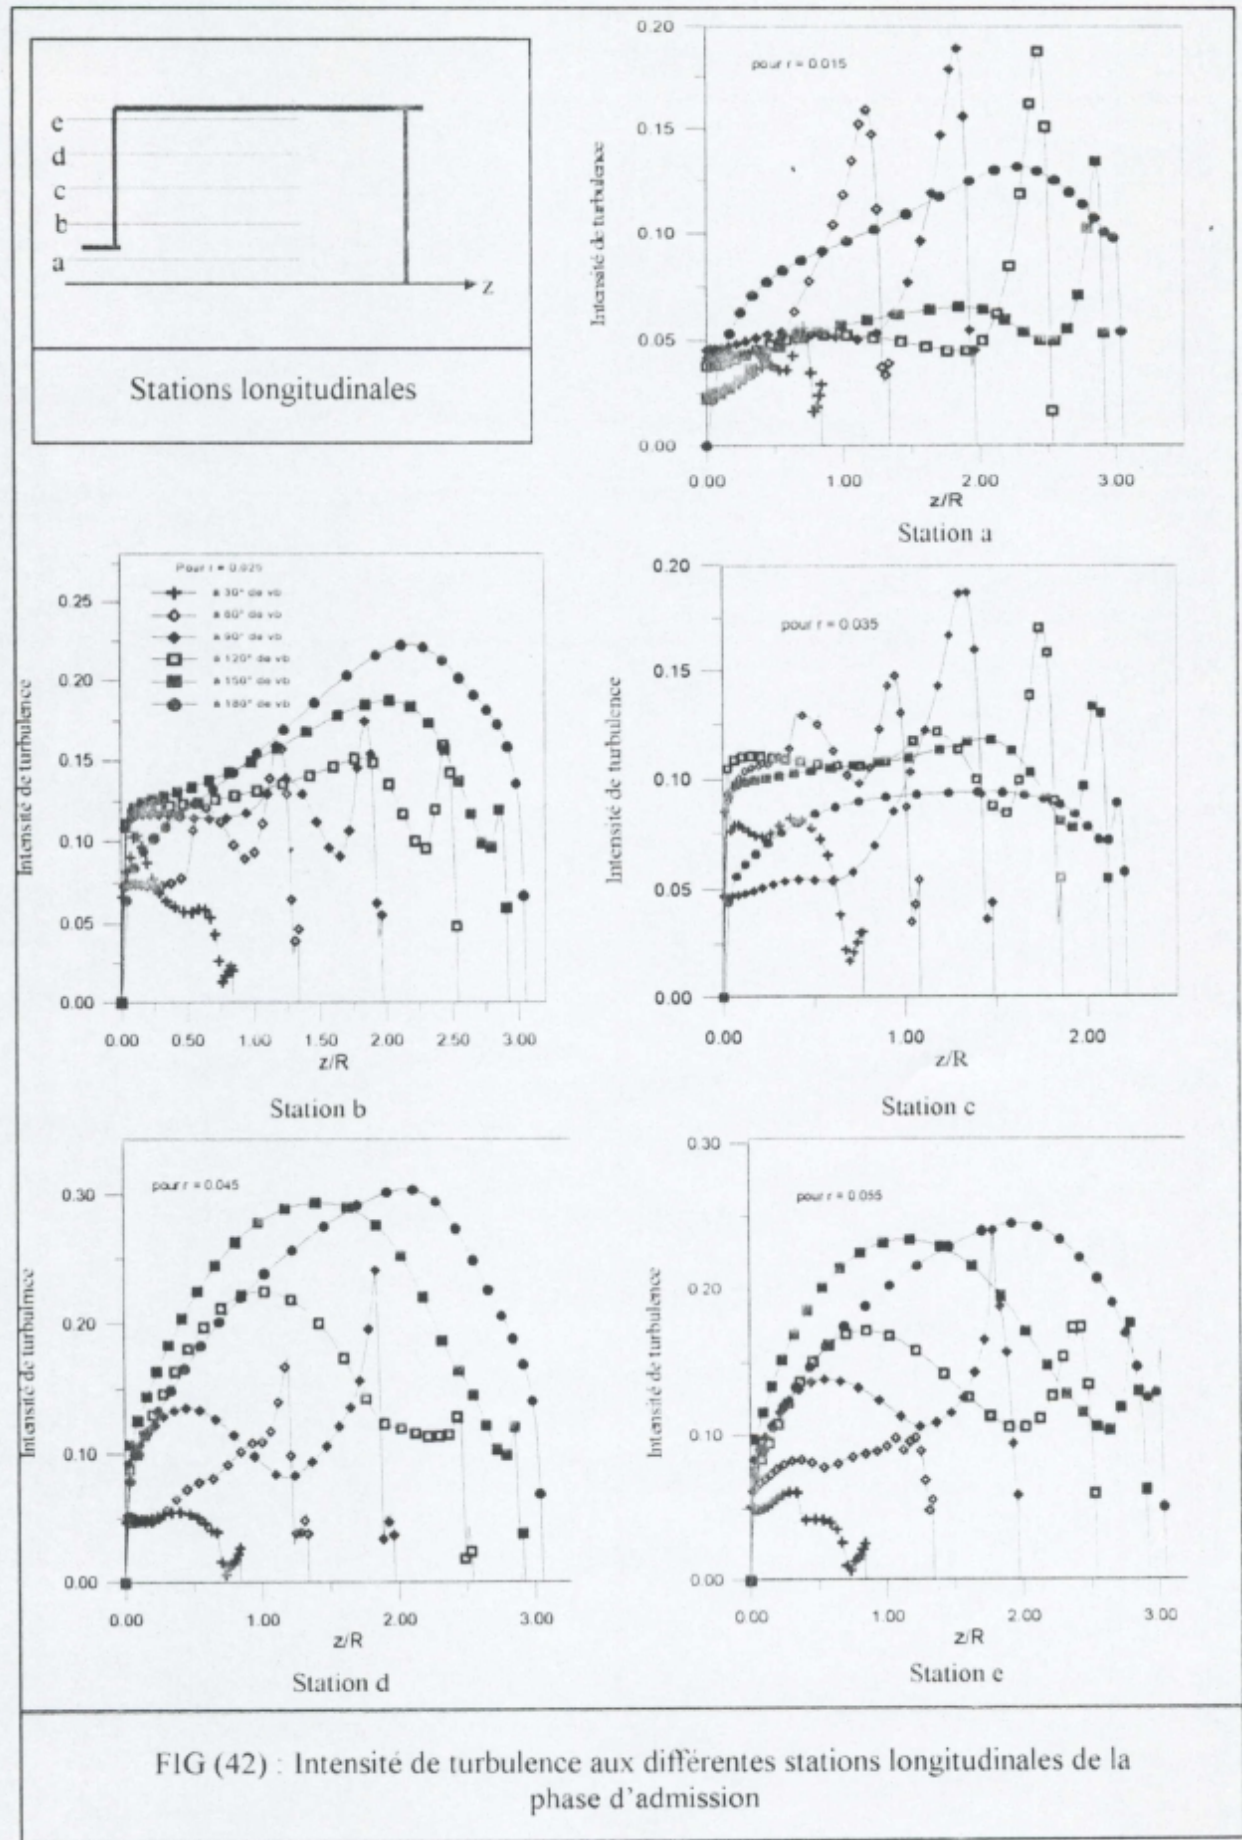 e
d
c
b
a
z
Stations longitudinales
Intensité de turbulence
0.20
0.15
0.10
0.05
0.00
pour r = 0.015
0.00
1.00
2.00
3.00
z/R
Station a
Intensité de turbulence
0.25
0.20
0.15
0.10
0.05
0.00
Pour r = 0.025
à 30° de vb
à 60° de vb
à 90° de vb
à 120° de vb
à 150° de vb
à 180° de vb
0.00
0.50
1.00
1.50
2.00
2.50
3.00
z/R
Station b
Intensité de turbulence
0.20
0.15
0.10
0.05
0.00
pour r = 0.035
0.00
1.00
2.00
z/R
Station c
Intensité de turbulence
0.30
0.20
0.10
0.00
pour r = 0.045
0.00
1.00
2.00
3.00
z/R
Station d
Intensité de turbulence
0.30
0.20
0.10
0.00
pour r = 0.055
0.00
1.00
2.00
3.00
z/R
Station e
FIG (42) : Intensité de turbulence aux différentes stations longitudinales de la
phase d'admission